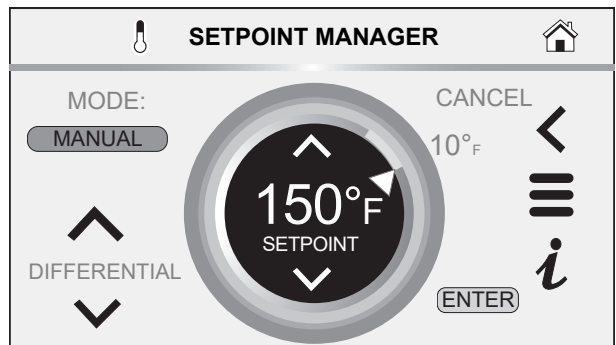 SETPOINT MANAGER
MODE:
MANUAL
CANCEL
10°F
150°F
SETPOINT
DIFFERENTIAL
i
ENTER